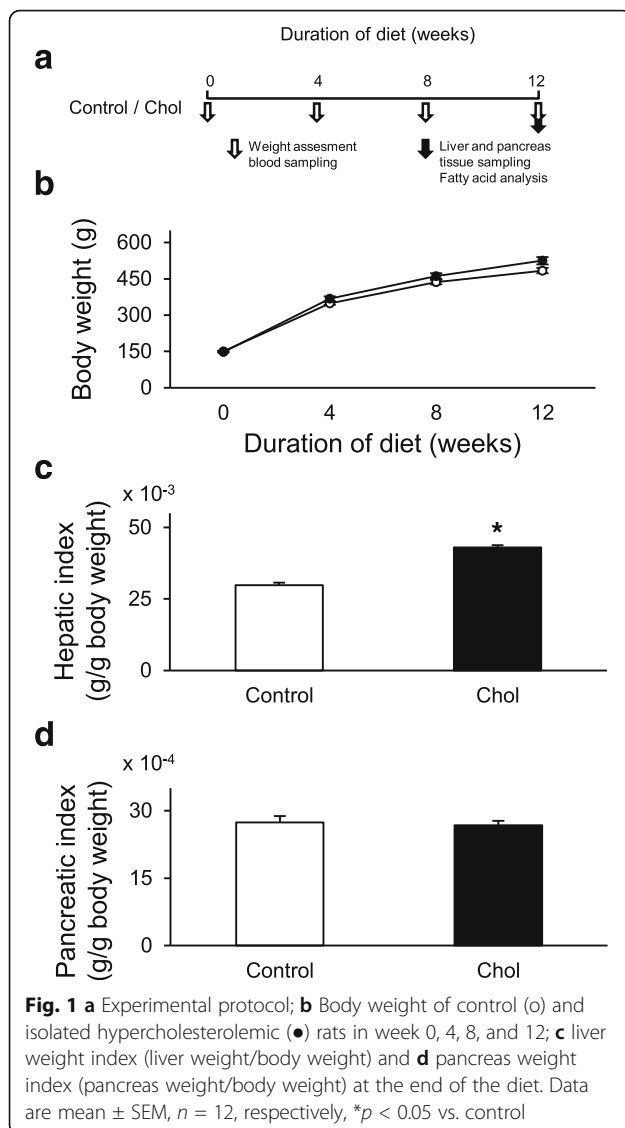 a
Duration of diet (weeks)
0 4 8 12
Control / Chol
Weight assesment
blood sampling
Liver and pancreas
tissue sampling
Fatty acid analysis
b
Body weight (g)
600
450
300
150
0
0 4 8 12
Duration of diet (weeks)
c
x 10-3
Hepatic index
(g/g body weight)
50
25
0
*
Control Chol
d
x 10-4
Pancreatic index
(g/g body weight)
30
15
0
Control Chol
Fig. 1 a Experimental protocol; b Body weight of control (o) and
isolated hypercholesterolemic (●) rats in week 0, 4, 8, and 12; c liver
weight index (liver weight/body weight) and d pancreas weight
index (pancreas weight/body weight) at the end of the diet. Data
are mean ± SEM, n = 12, respectively, *p < 0.05 vs. control